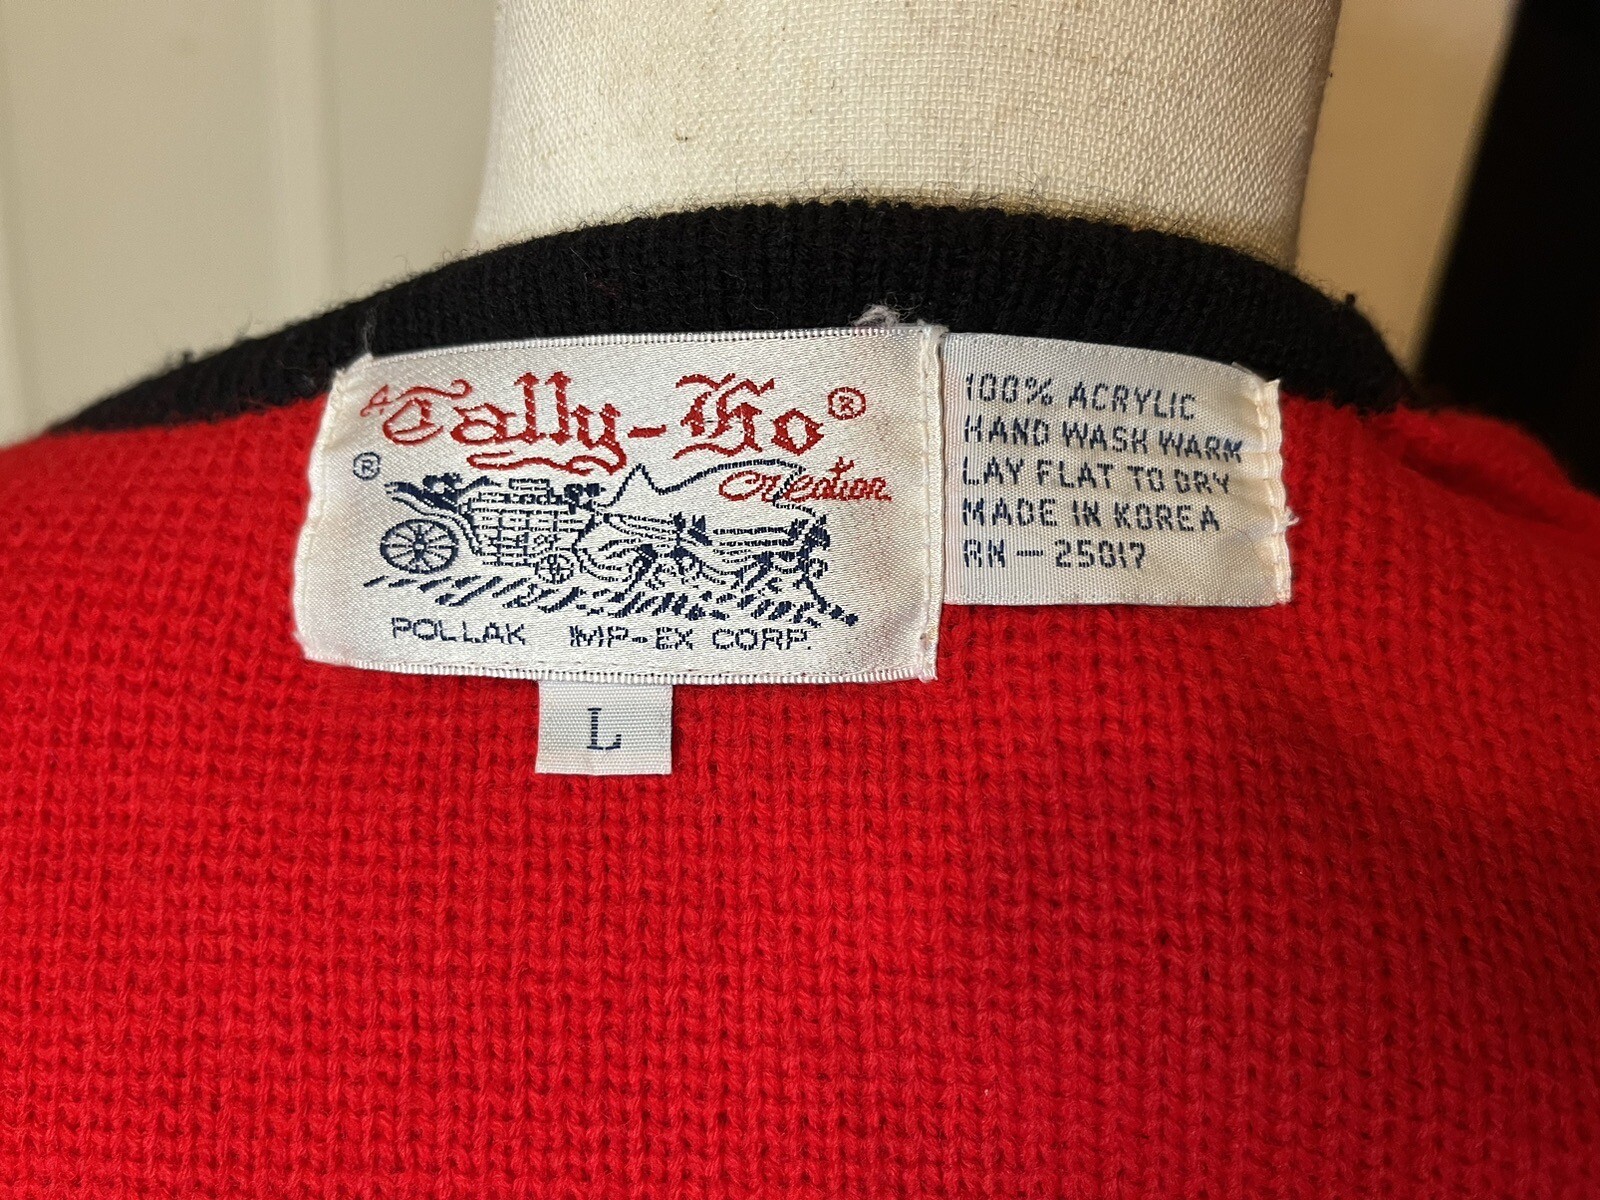 A Tally-Ho®
Creation
®
POLLAK IMP-EX CORP.
L
100% ACRYLIC
HAND WASH WARM
LAY FLAT TO DRY
MADE IN KOREA
RN-25817